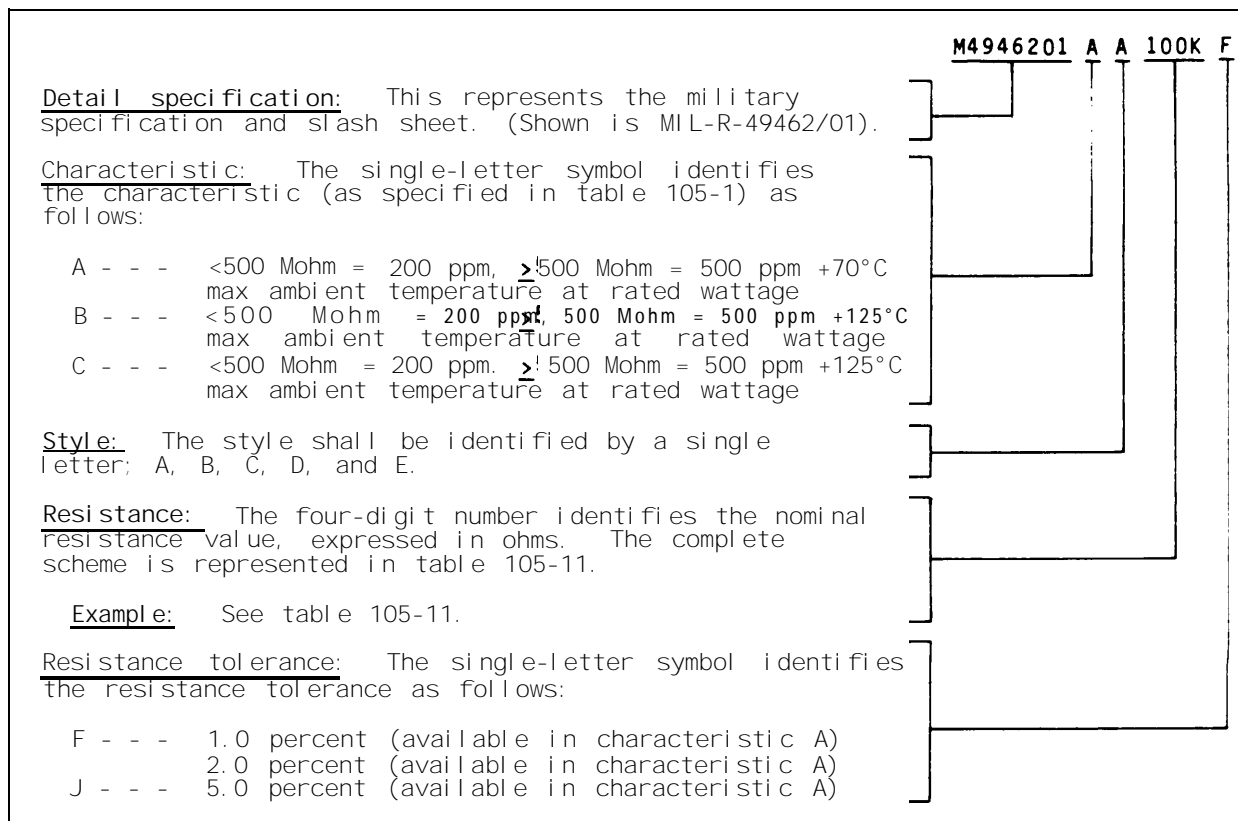 M4946201 A A 100K F
Detail specification: This represents the military
specification and slash sheet. (Shown is MIL-R-49462/01).
Characteristic: The single-letter symbol identifies
the characteristic (as specified in table 105-1) as
follows:
A - - - <500 Mohm = 200 ppm, ≥500 Mohm = 500 ppm +70°C
max ambient temperature at rated wattage
B - - - <500 Mohm = 200 ppm, 500 Mohm = 500 ppm +125°C
max ambient temperature at rated wattage
C - - - <500 Mohm = 200 ppm. ≥ 500 Mohm = 500 ppm +125°C
max ambient temperature at rated wattage
Style: The style shall be identified by a single
letter; A, B, C, D, and E.
Resistance: The four-digit number identifies the nominal
resistance value, expressed in ohms. The complete
scheme is represented in table 105-11.
Example: See table 105-11.
Resistance tolerance: The single-letter symbol identifies
the resistance tolerance as follows:
F - - - 1.0 percent (available in characteristic A)
2.0 percent (available in characteristic A)
J - - - 5.0 percent (available in characteristic A)